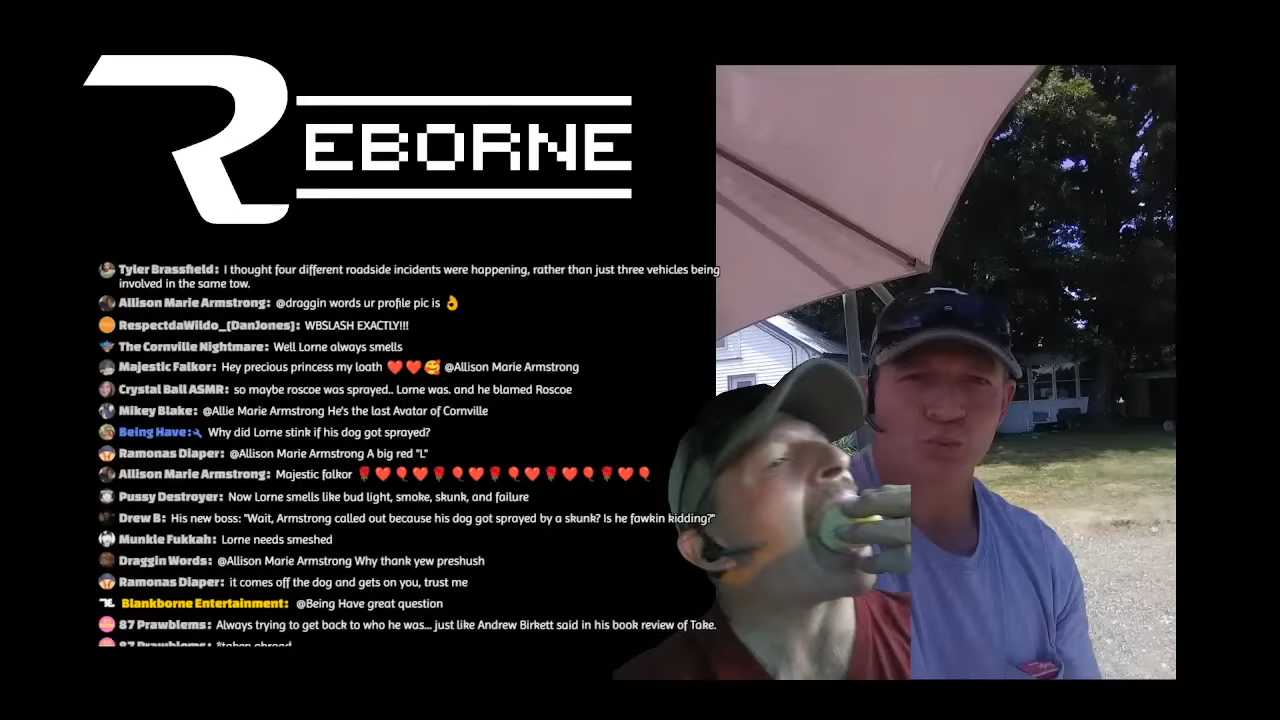 REBORNE
Tyler Brassfield: I thought four different roadside incidents were happening, rather than just three vehicles being
involved in the same tow.
Allison Marie Armstrong: @draggin words ur profile pic is 👌
RespectdaWildo_(DanJones): WBSLASH EXACTLY!!!
The Cornville Nightmare: Well Lorne always smells
Majestic Falkor: Hey precious princess my loath ❤️❤️🥰 @Allison Marie Armstrong
Crystal Ball ASMR: so maybe roscoe was sprayed.. Lorne was. and he blamed Roscoe
Mikey Blake: @Allie Marie Armstrong He's the last Avatar of Cornville
Being Have: Why did Lorne stink if his dog got sprayed?
Ramonas Diaper: @Allison Marie Armstrong A big red "L"
Allison Marie Armstrong: Majestic falkor 🌹❤️🎈❤️🌹🎈❤️🌹🎈❤️🌹❤️🎈🌹❤️🎈
Pussy Destroyer: Now Lorne smells like bud light, smoke, skunk, and failure
Drew B: His new boss: "Wait, Armstrong called out because his dog got sprayed by a skunk? Is he fawkin kidding?"
Munkle Fukkah: Lorne needs smeshed
Draggin Words: @Allison Marie Armstrong Why thank yew preshush
Ramonas Diaper: it comes off the dog and gets on you, trust me
Blankborne Entertainment: @Being Have great question
87 Prawblems: Always trying to get back to who he was... just like Andrew Birkett said in his book review of Take.
87 Prawblems: *taken abroad